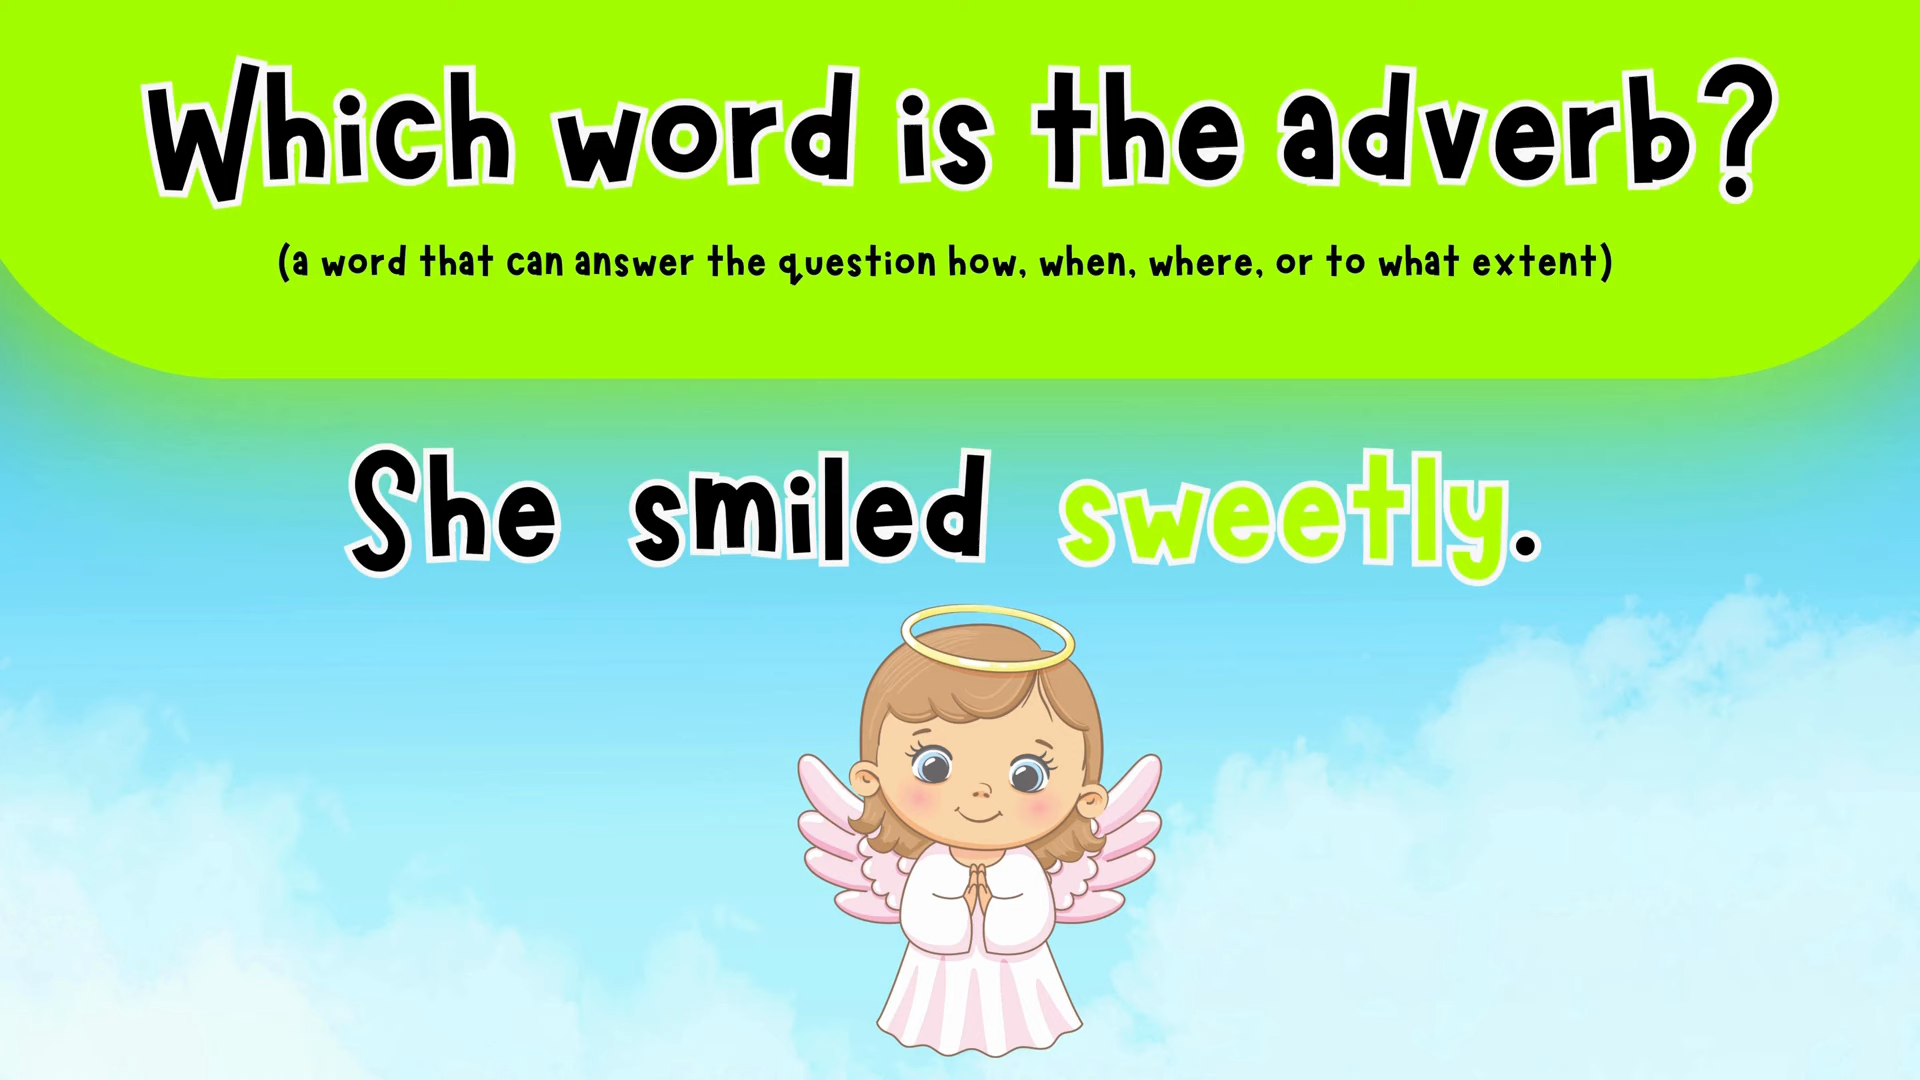 Which word is the adverb?
(a word that can answer the question how, when, where, or to what extent)
She smiled sweetly.